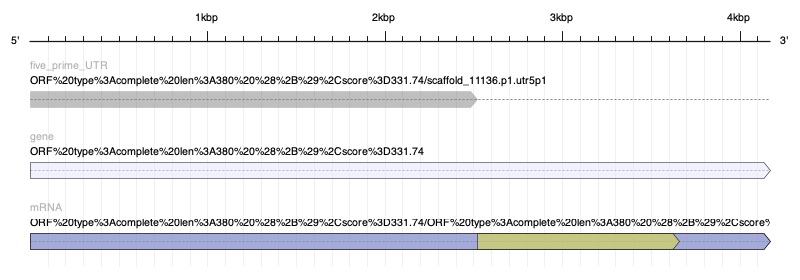 1kbp 2kbp 3kbp 4kbp
5' 3'
five_prime_UTR
ORF%20type%3Acomplete%20len%3A380%20%28%2B%29%2Cscore%3D331.74/scaffold_11136.p1.utr5p1
gene
ORF%20type%3Acomplete%20len%3A380%20%28%2B%29%2Cscore%3D331.74
mRNA
ORF%20type%3Acomplete%20len%3A380%20%28%2B%29%2Cscore%3D331.74/ORF%20type%3Acomplete%20len%3A380%20%28%2B%29%2Cscore%